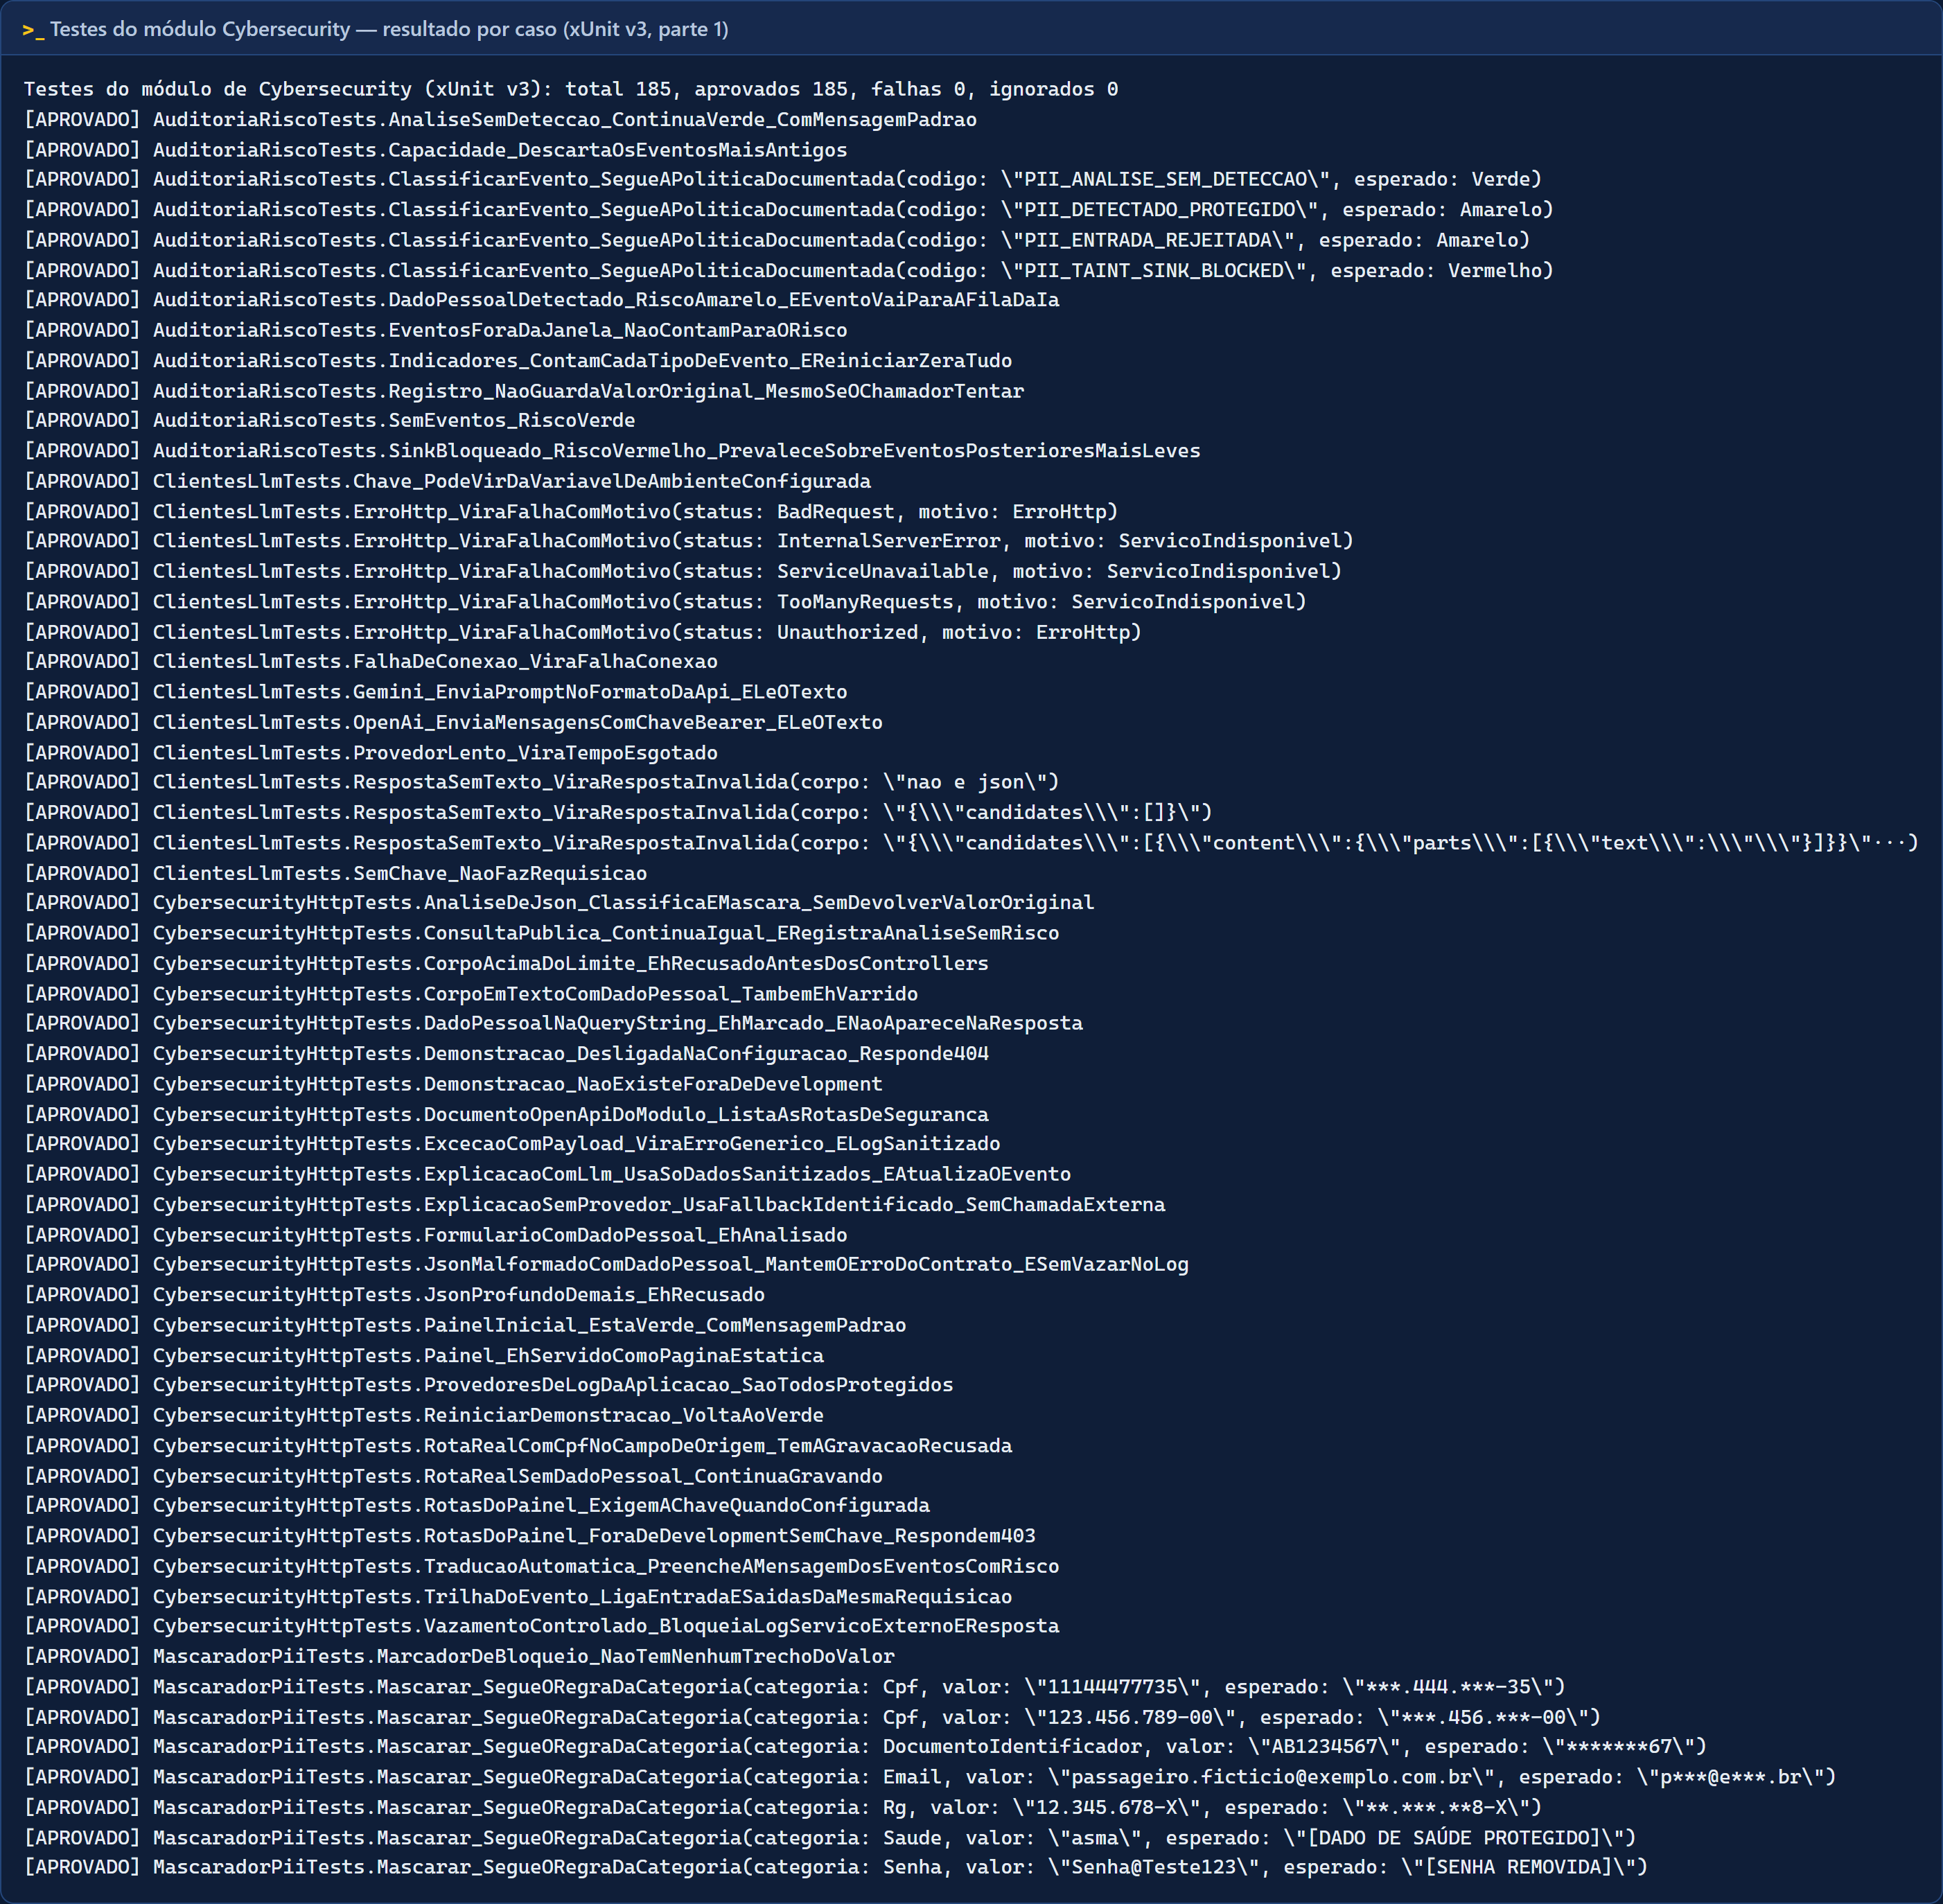 >_ Testes do módulo Cybersecurity — resultado por caso (xUnit v3, parte 1)
Testes do módulo de Cybersecurity (xUnit v3): total 185, aprovados 185, falhas 0, ignorados 0
[APROVADO] AuditoriaRiscoTests.AnaliseSemDeteccao_ContinuaVerde_ComMensagemPadrao
[APROVADO] AuditoriaRiscoTests.Capacidade_DescartaOsEventosMaisAntigos
[APROVADO] AuditoriaRiscoTests.ClassificarEvento_SegueAPoliticaDocumentada(codigo: \"PII_ANALISE_SEM_DETECCAO\", esperado: Verde)
[APROVADO] AuditoriaRiscoTests.ClassificarEvento_SegueAPoliticaDocumentada(codigo: \"PII_DETECTADO_PROTEGIDO\", esperado: Amarelo)
[APROVADO] AuditoriaRiscoTests.ClassificarEvento_SegueAPoliticaDocumentada(codigo: \"PII_ENTRADA_REJEITADA\", esperado: Amarelo)
[APROVADO] AuditoriaRiscoTests.ClassificarEvento_SegueAPoliticaDocumentada(codigo: \"PII_TAINT_SINK_BLOCKED\", esperado: Vermelho)
[APROVADO] AuditoriaRiscoTests.DadoPessoalDetectado_RiscoAmarelo_EEventoVaiParaAFilaDaIa
[APROVADO] AuditoriaRiscoTests.EventosForaDaJanela_NaoContamParaORisco
[APROVADO] AuditoriaRiscoTests.Indicadores_ContamCadaTipoDeEvento_EReiniciarZeraTudo
[APROVADO] AuditoriaRiscoTests.Registro_NaoGuardaValorOriginal_MesmoSeOChamadorTentar
[APROVADO] AuditoriaRiscoTests.SemEventos_RiscoVerde
[APROVADO] AuditoriaRiscoTests.SinkBloqueado_RiscoVermelho_PrevaleceSobreEventosPosterioresMaisLeves
[APROVADO] ClientesLlmTests.Chave_PodeVirDaVariavelDeAmbienteConfigurada
[APROVADO] ClientesLlmTests.ErroHttp_ViraFalhaComMotivo(status: BadRequest, motivo: ErroHttp)
[APROVADO] ClientesLlmTests.ErroHttp_ViraFalhaComMotivo(status: InternalServerError, motivo: ServicoIndisponivel)
[APROVADO] ClientesLlmTests.ErroHttp_ViraFalhaComMotivo(status: ServiceUnavailable, motivo: ServicoIndisponivel)
[APROVADO] ClientesLlmTests.ErroHttp_ViraFalhaComMotivo(status: TooManyRequests, motivo: ServicoIndisponivel)
[APROVADO] ClientesLlmTests.ErroHttp_ViraFalhaComMotivo(status: Unauthorized, motivo: ErroHttp)
[APROVADO] ClientesLlmTests.FalhaDeConexao_ViraFalhaConexao
[APROVADO] ClientesLlmTests.Gemini_EnviaPromptNoFormatoDaApi_ELeOTexto
[APROVADO] ClientesLlmTests.OpenAi_EnviaMensagensComChaveBearer_ELeOTexto
[APROVADO] ClientesLlmTests.ProvedorLento_ViraTempoEsgotado
[APROVADO] ClientesLlmTests.RespostaSemTexto_ViraRespostaInvalida(corpo: \"nao e json\")
[APROVADO] ClientesLlmTests.RespostaSemTexto_ViraRespostaInvalida(corpo: \"{\\\"candidates\\\":[]}\")
[APROVADO] ClientesLlmTests.RespostaSemTexto_ViraRespostaInvalida(corpo: \"{\\\"candidates\\\":[{\\\"content\\\":{\\\"parts\\\":[{\\\"text\\\":\\\"\\\"}]}}\"···)
[APROVADO] ClientesLlmTests.SemChave_NaoFazRequisicao
[APROVADO] CybersecurityHttpTests.AnaliseDeJson_ClassificaEMascara_SemDevolverValorOriginal
[APROVADO] CybersecurityHttpTests.ConsultaPublica_ContinuaIgual_ERegistraAnaliseSemRisco
[APROVADO] CybersecurityHttpTests.CorpoAcimaDoLimite_EhRecusadoAntesDosControllers
[APROVADO] CybersecurityHttpTests.CorpoEmTextoComDadoPessoal_TambemEhVarrido
[APROVADO] CybersecurityHttpTests.DadoPessoalNaQueryString_EhMarcado_ENaoApareceNaResposta
[APROVADO] CybersecurityHttpTests.Demonstracao_DesligadaNaConfiguracao_Responde404
[APROVADO] CybersecurityHttpTests.Demonstracao_NaoExisteForaDeDevelopment
[APROVADO] CybersecurityHttpTests.DocumentoOpenApiDoModulo_ListaAsRotasDeSeguranca
[APROVADO] CybersecurityHttpTests.ExcecaoComPayload_ViraErroGenerico_ELogSanitizado
[APROVADO] CybersecurityHttpTests.ExplicacaoComLlm_UsaSoDadosSanitizados_EAtualizaOEvento
[APROVADO] CybersecurityHttpTests.ExplicacaoSemProvedor_UsaFallbackIdentificado_SemChamadaExterna
[APROVADO] CybersecurityHttpTests.FormularioComDadoPessoal_EhAnalisado
[APROVADO] CybersecurityHttpTests.JsonMalformadoComDadoPessoal_MantemOErroDoContrato_ESemVazarNoLog
[APROVADO] CybersecurityHttpTests.JsonProfundoDemais_EhRecusado
[APROVADO] CybersecurityHttpTests.PainelInicial_EstaVerde_ComMensagemPadrao
[APROVADO] CybersecurityHttpTests.Painel_EhServidoComoPaginaEstatica
[APROVADO] CybersecurityHttpTests.ProvedoresDeLogDaAplicacao_SaoTodosProtegidos
[APROVADO] CybersecurityHttpTests.ReiniciarDemonstracao_VoltaAoVerde
[APROVADO] CybersecurityHttpTests.RotaRealComCpfNoCampoDeOrigem_TemAGravacaoRecusada
[APROVADO] CybersecurityHttpTests.RotaRealSemDadoPessoal_ContinuaGravando
[APROVADO] CybersecurityHttpTests.RotasDoPainel_ExigemAChaveQuandoConfigurada
[APROVADO] CybersecurityHttpTests.RotasDoPainel_ForaDeDevelopmentSemChave_Respondem403
[APROVADO] CybersecurityHttpTests.TraducaoAutomatica_PreencheAMensagemDosEventosComRisco
[APROVADO] CybersecurityHttpTests.TrilhaDoEvento_LigaEntradaESaidasDaMesmaRequisicao
[APROVADO] CybersecurityHttpTests.VazamentoControlado_BloqueiaLogServicoExternoEResposta
[APROVADO] MascaradorPiiTests.MarcadorDeBloqueio_NaoTemNenhumTrechoDoValor
[APROVADO] MascaradorPiiTests.Mascarar_SegueORegraDaCategoria(categoria: Cpf, valor: \"11144477735\", esperado: \"***.444.***-35\")
[APROVADO] MascaradorPiiTests.Mascarar_SegueORegraDaCategoria(categoria: Cpf, valor: \"123.456.789-00\", esperado: \"***.456.***-00\")
[APROVADO] MascaradorPiiTests.Mascarar_SegueORegraDaCategoria(categoria: DocumentoIdentificador, valor: \"AB1234567\", esperado: \"*******67\")
[APROVADO] MascaradorPiiTests.Mascarar_SegueORegraDaCategoria(categoria: Email, valor: \"passageiro.ficticio@exemplo.com.br\", esperado: \"p***@e***.br\")
[APROVADO] MascaradorPiiTests.Mascarar_SegueORegraDaCategoria(categoria: Rg, valor: \"12.345.678-X\", esperado: \"**.***.**8-X\")
[APROVADO] MascaradorPiiTests.Mascarar_SegueORegraDaCategoria(categoria: Saude, valor: \"asma\", esperado: \"[DADO DE SAÚDE PROTEGIDO]\")
[APROVADO] MascaradorPiiTests.Mascarar_SegueORegraDaCategoria(categoria: Senha, valor: \"Senha@Teste123\", esperado: \"[SENHA REMOVIDA]\")